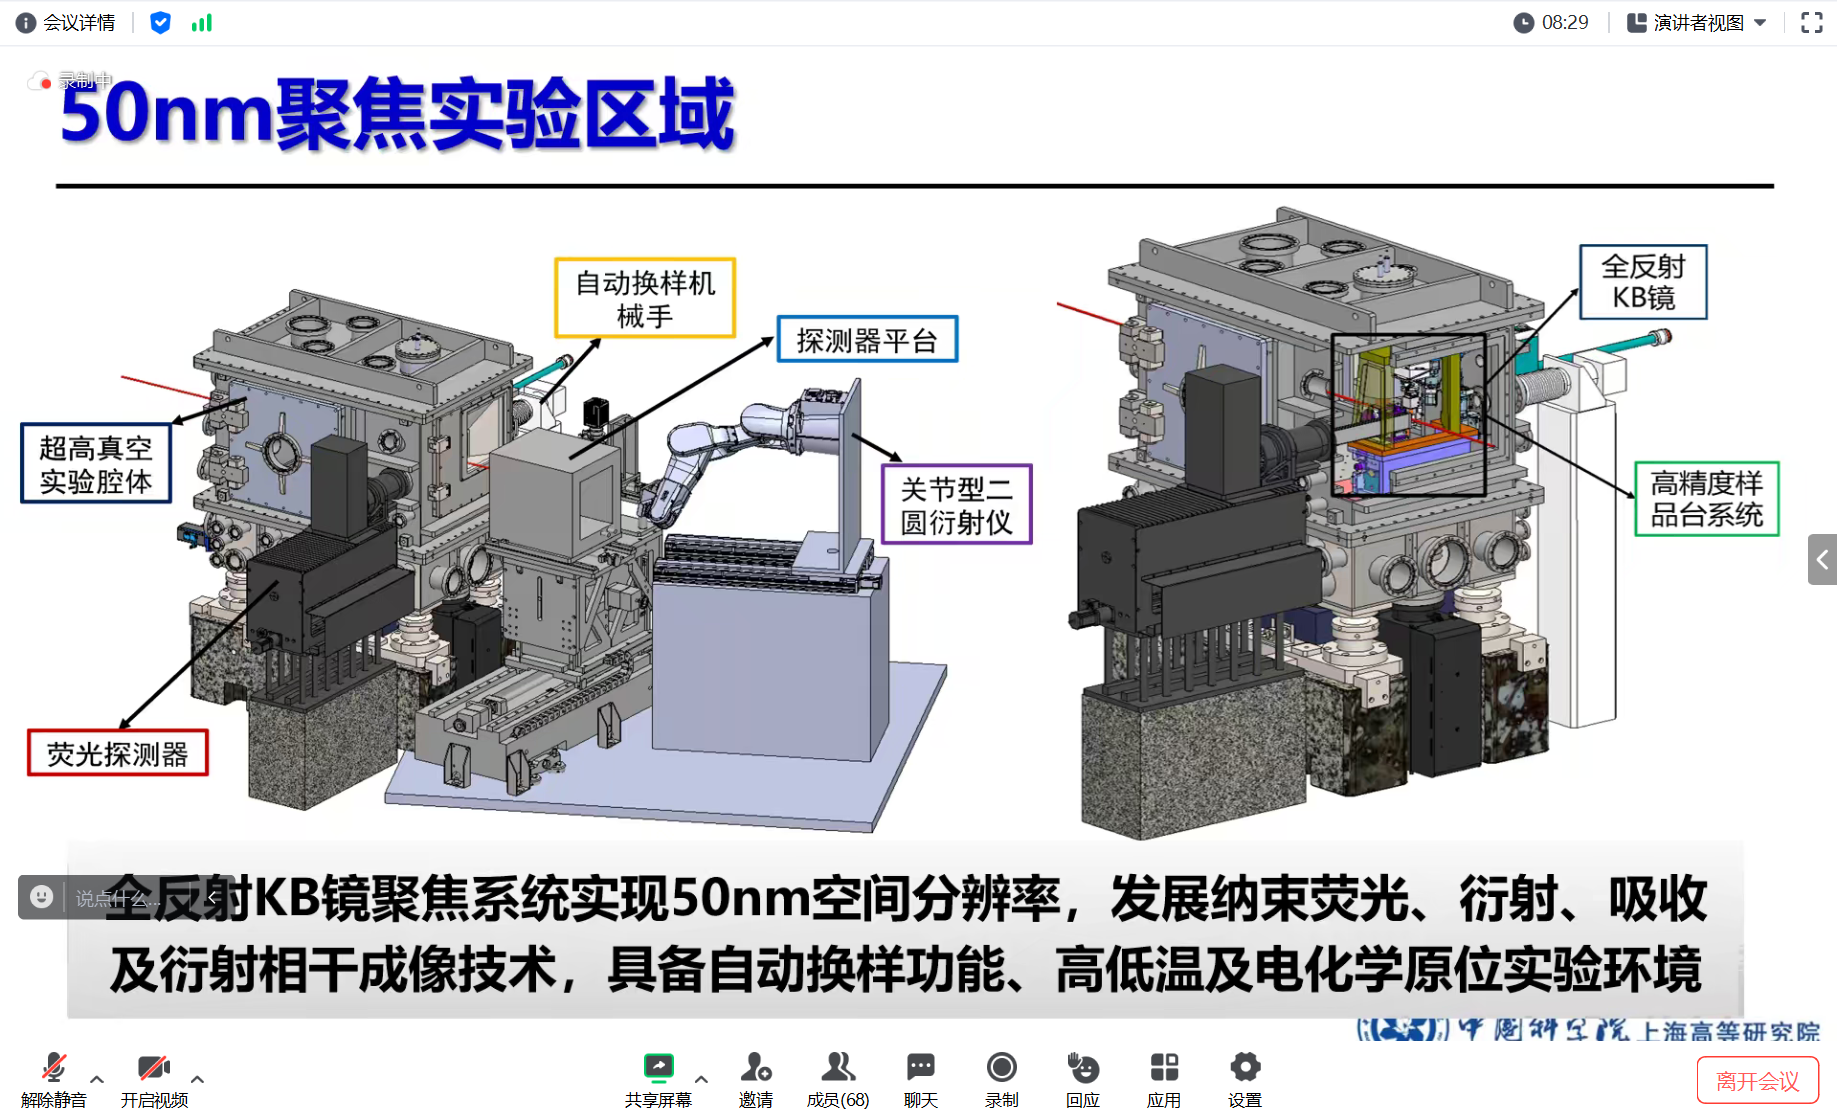 会议详情
08:29
演讲者视图
录制中
50nm聚焦实验区域
自动换样机
械手
探测器平台
全反射
KB镜
超高真空
实验腔体
关节型二
圆衍射仪
高精度样
品台系统
荧光探测器
说点什么...
全反射KB镜聚焦系统实现50nm空间分辨率，发展纳束荧光、衍射、吸收
及衍射相干成像技术，具备自动换样功能、高低温及电化学原位实验环境
中国科学院 上海高等研究院
解除静音
开启视频
共享屏幕
邀请
成员(68)
聊天
录制
回应
应用
设置
离开会议